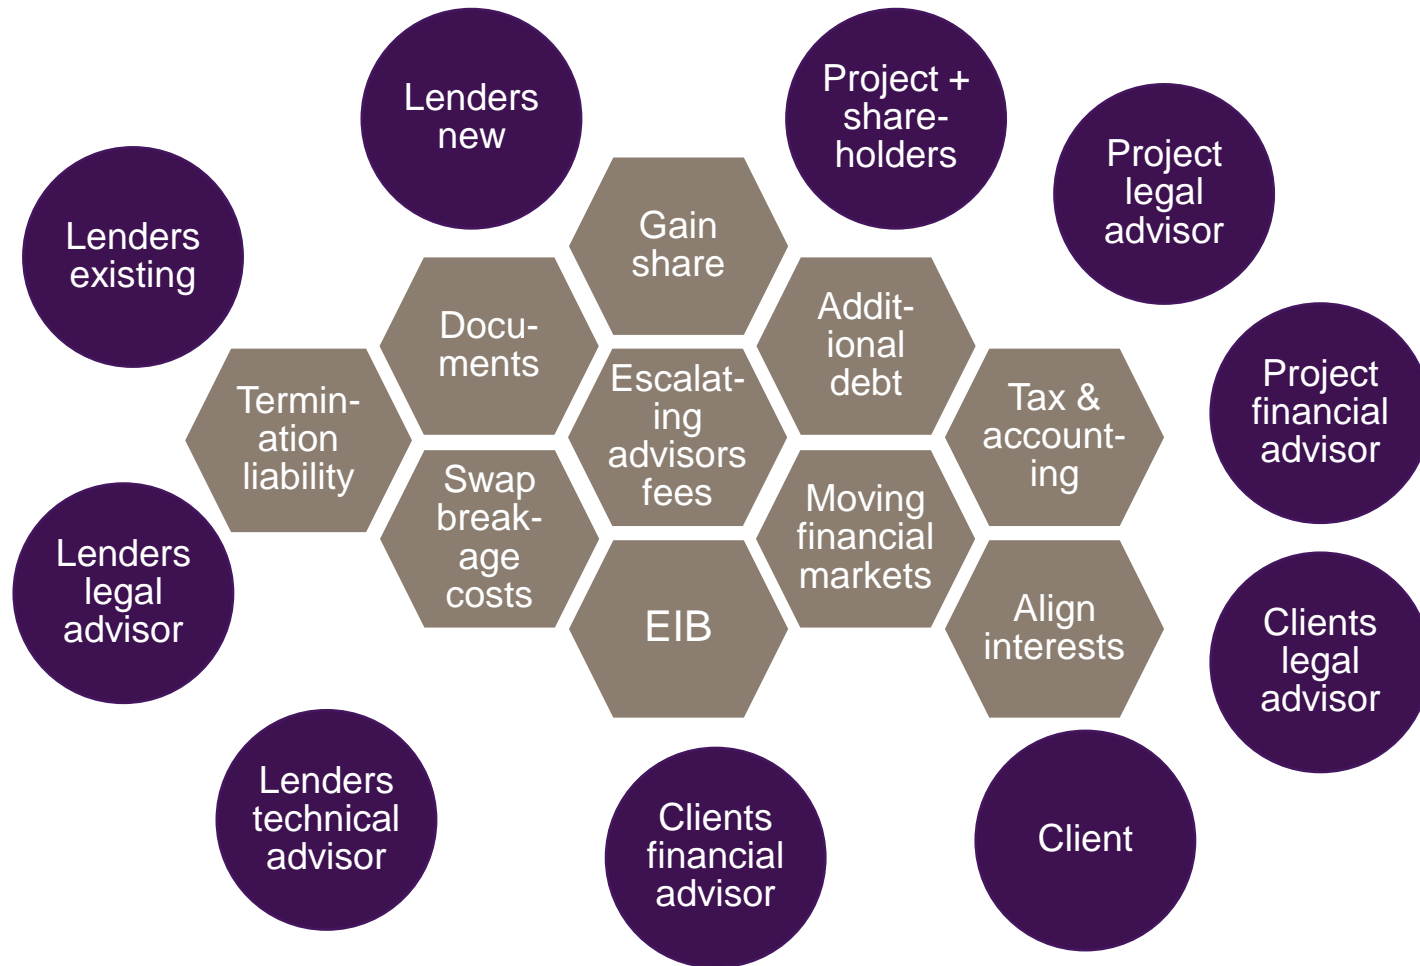 Lenders
new
Project +
share-
holders
Project
legal
advisor
Lenders
existing
Gain
share
Docu-
ments
Addit-
ional
debt
Termin-
ation
liability
Escalat-
ing
advisors
fees
Tax &
account-
ing
Project
financial
advisor
Swap
break-
age
costs
Moving
financial
markets
Lenders
legal
advisor
EIB
Align
interests
Clients
legal
advisor
Lenders
technical
advisor
Clients
financial
advisor
Client